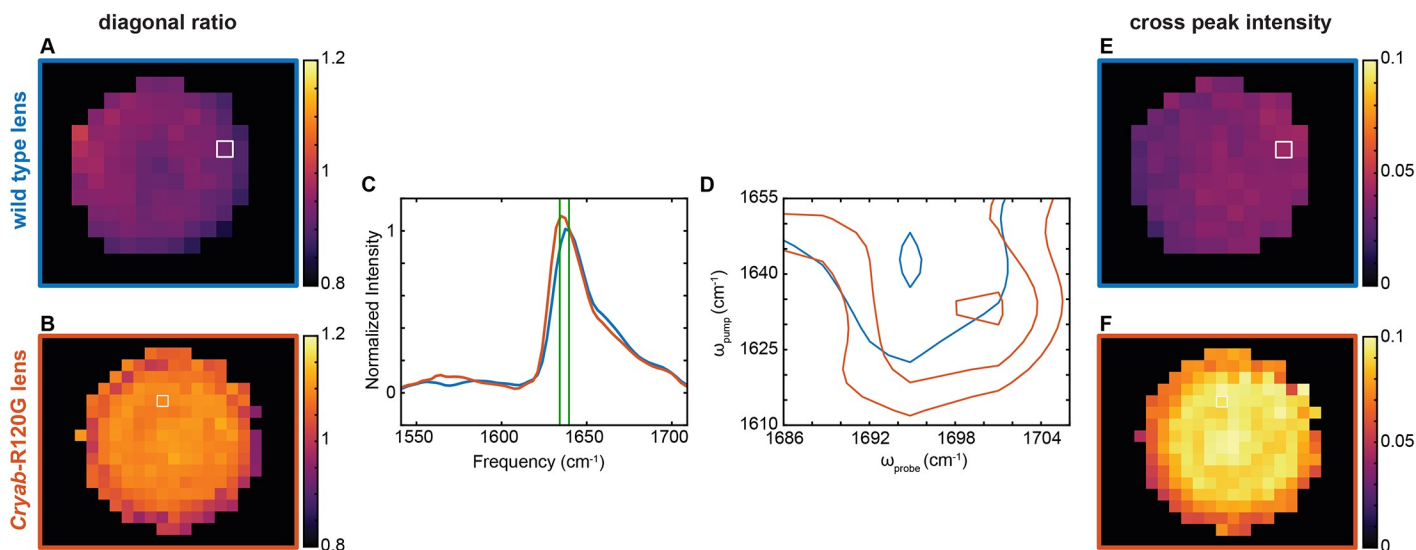 diagonal ratio
cross peak intensity
A
wild type lens
1.2
1
0.8
B
Cryab-R120G lens
1.2
1
0.8
C
Normalized Intensity
1
0
1550
1600
1650
1700
Frequency (cm⁻¹)
D
ω_pump (cm⁻¹)
1655
1640
1625
1610
1686
1692
1698
1704
ω_probe (cm⁻¹)
E
0.1
0.05
0
F
0.1
0.05
0